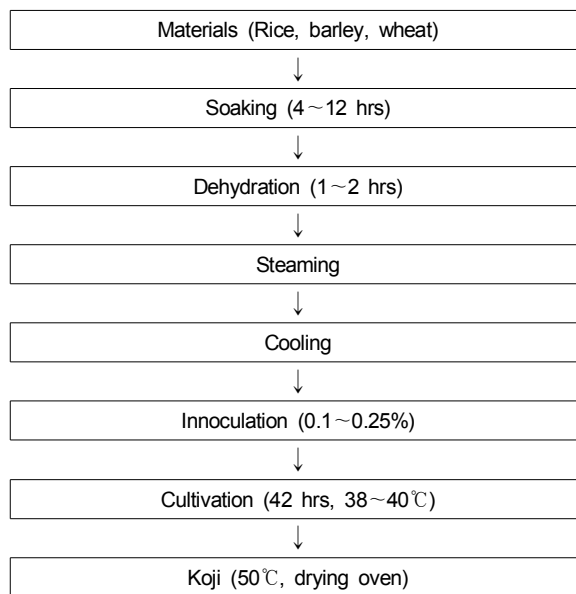 Materials (Rice, barley, wheat)
↓
Soaking (4～12 hrs)
↓
Dehydration (1～2 hrs)
↓
Steaming
↓
Cooling
↓
Innoculation (0.1～0.25%)
↓
Cultivation (42 hrs, 38～40℃)
↓
Koji (50℃, drying oven)